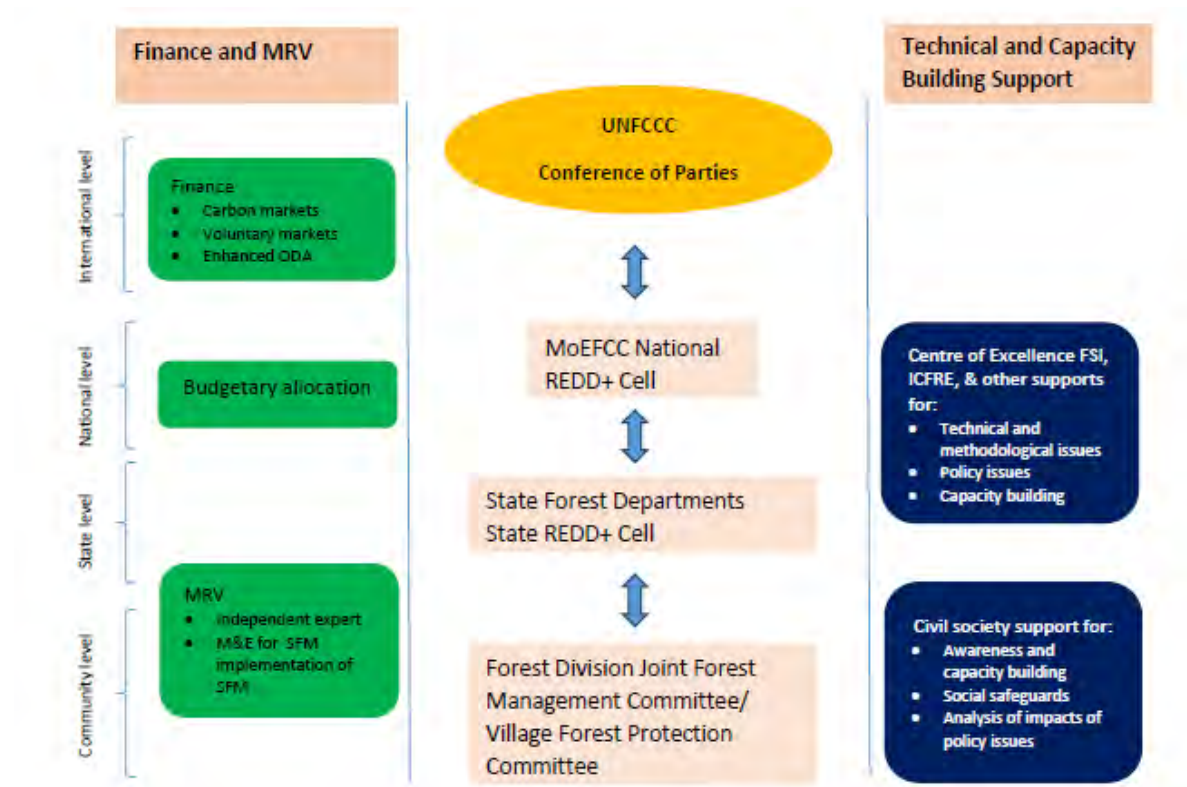 Finance and MRV
International level
Finance
• Carbon markets
• Voluntary markets
• Enhanced ODA
National level
Budgetary allocation
State level
MRV
• Independent expert
• M&E for SFM
implementation of
SFM
Community level
UNFCCC
Conference of Parties
MoEFCC National
REDD+ Cell
State Forest Departments
State REDD+ Cell
Forest Division Joint Forest
Management Committee/
Village Forest Protection
Committee
Technical and Capacity
Building Support
Centre of Excellence FSI,
ICFRE, & other supports
for:
• Technical and
methodological issues
• Policy issues
• Capacity building
Civil society support for:
• Awareness and
capacity building
• Social safeguards
• Analysis of impacts of
policy issues